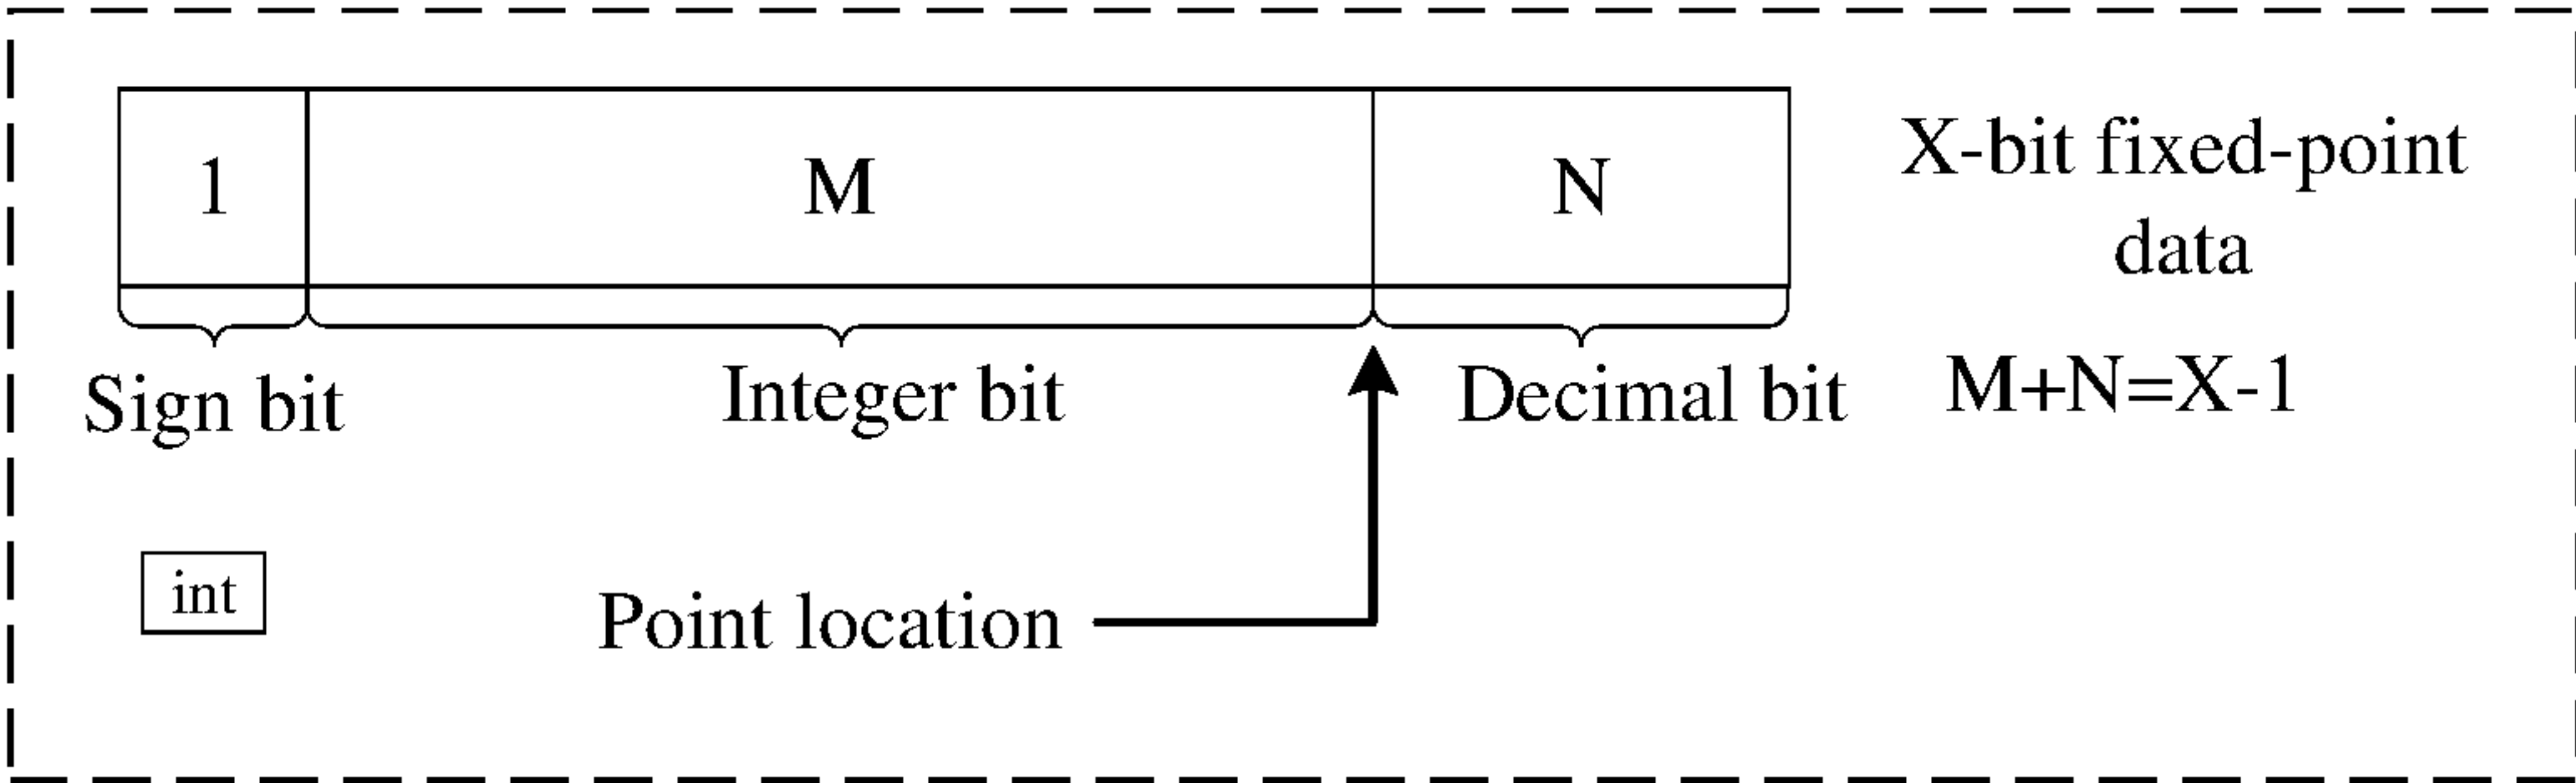 1
M
N
X-bit fixed-point
data
Sign bit
Integer bit
Decimal bit
M+N=X-1
int
Point location